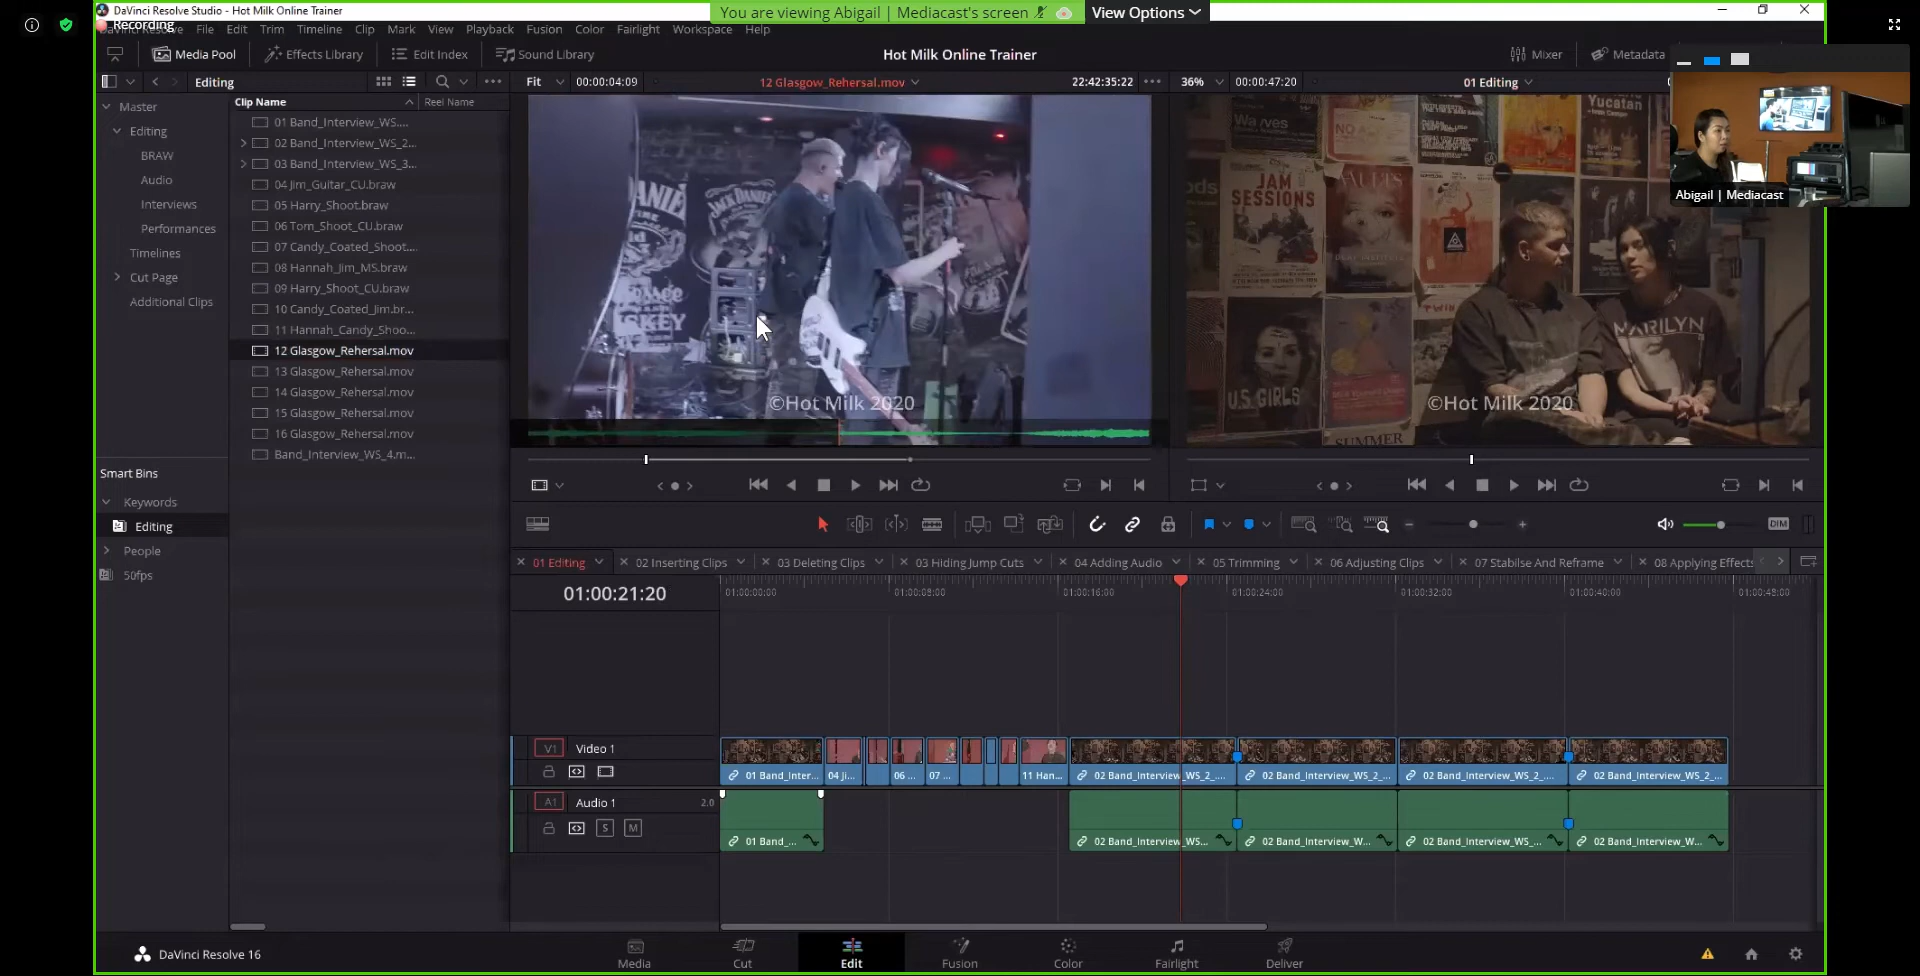 DaVinci Resolve Studio - Hot Milk Online Trainer
You are viewing Abigail | Mediacast's screen
View Options
Recording
DaVinci Resolve File Edit Trim Timeline Clip Mark View Playback Fusion Color Fairlight Workspace Help
Media Pool Effects Library Edit Index Sound Library
Hot Milk Online Trainer
Mixer Metadata
Editing
Fit 00:00:04:09 12 Glasgow_Rehersal.mov 22:42:35:22
36% 00:00:47:20 01 Editing
Clip Name Reel Name
Master
Editing
BRAW
Audio
Interviews
Performances
Timelines
Cut Page
Additional Clips
01 Band_Interview_WS....
02 Band_Interview_WS_2...
03 Band_Interview_WS_3...
04 Jim_Guitar_CU.braw
05 Harry_Shoot.braw
06 Tom_Shoot_CU.braw
07 Candy_Coated_Shoot....
08 Hannah_Jim_MS.braw
09 Harry_Shoot_CU.braw
10 Candy_Coated_Jim.br...
11 Hannah_Candy_Shoo...
12 Glasgow_Rehersal.mov
13 Glasgow_Rehersal.mov
14 Glasgow_Rehersal.mov
15 Glasgow_Rehersal.mov
16 Glasgow_Rehersal.mov
Band_Interview_WS_4.m...
JACK DANIEL
©Hot Milk 2020
Yucatan
JAM
SESSIONS
VAULTS
MARILYN
U.S. GIRLS
SUMMER
©Hot Milk 2020
Abigail | Mediacast
Smart Bins
Keywords
Editing
People
50fps
DIM
01 Editing 02 Inserting Clips 03 Deleting Clips 03 Hiding Jump Cuts 04 Adding Audio 05 Trimming 06 Adjusting Clips 07 Stabilse And Reframe 08 Applying Effects
01:00:21:20
01:00:00:00 01:00:08:00 01:00:16:00 01:00:24:00 01:00:32:00 01:00:40:00 01:00:48:00
V1 Video 1
01 Band_Inter... 04 Ji... 06 ... 07 ... 11 Han... 02 Band_Interview_WS_2_.... 02 Band_Interview_WS_2_... 02 Band_Interview_WS_2_... 02 Band_Interview_WS_2_...
A1 Audio 1 2.0
S M
01 Band_... 02 Band_Interview_WS... 02 Band_Interview_W... 02 Band_Interview_WS_... 02 Band_Interview_W...
DaVinci Resolve 16
Media Cut Edit Fusion Color Fairlight Deliver